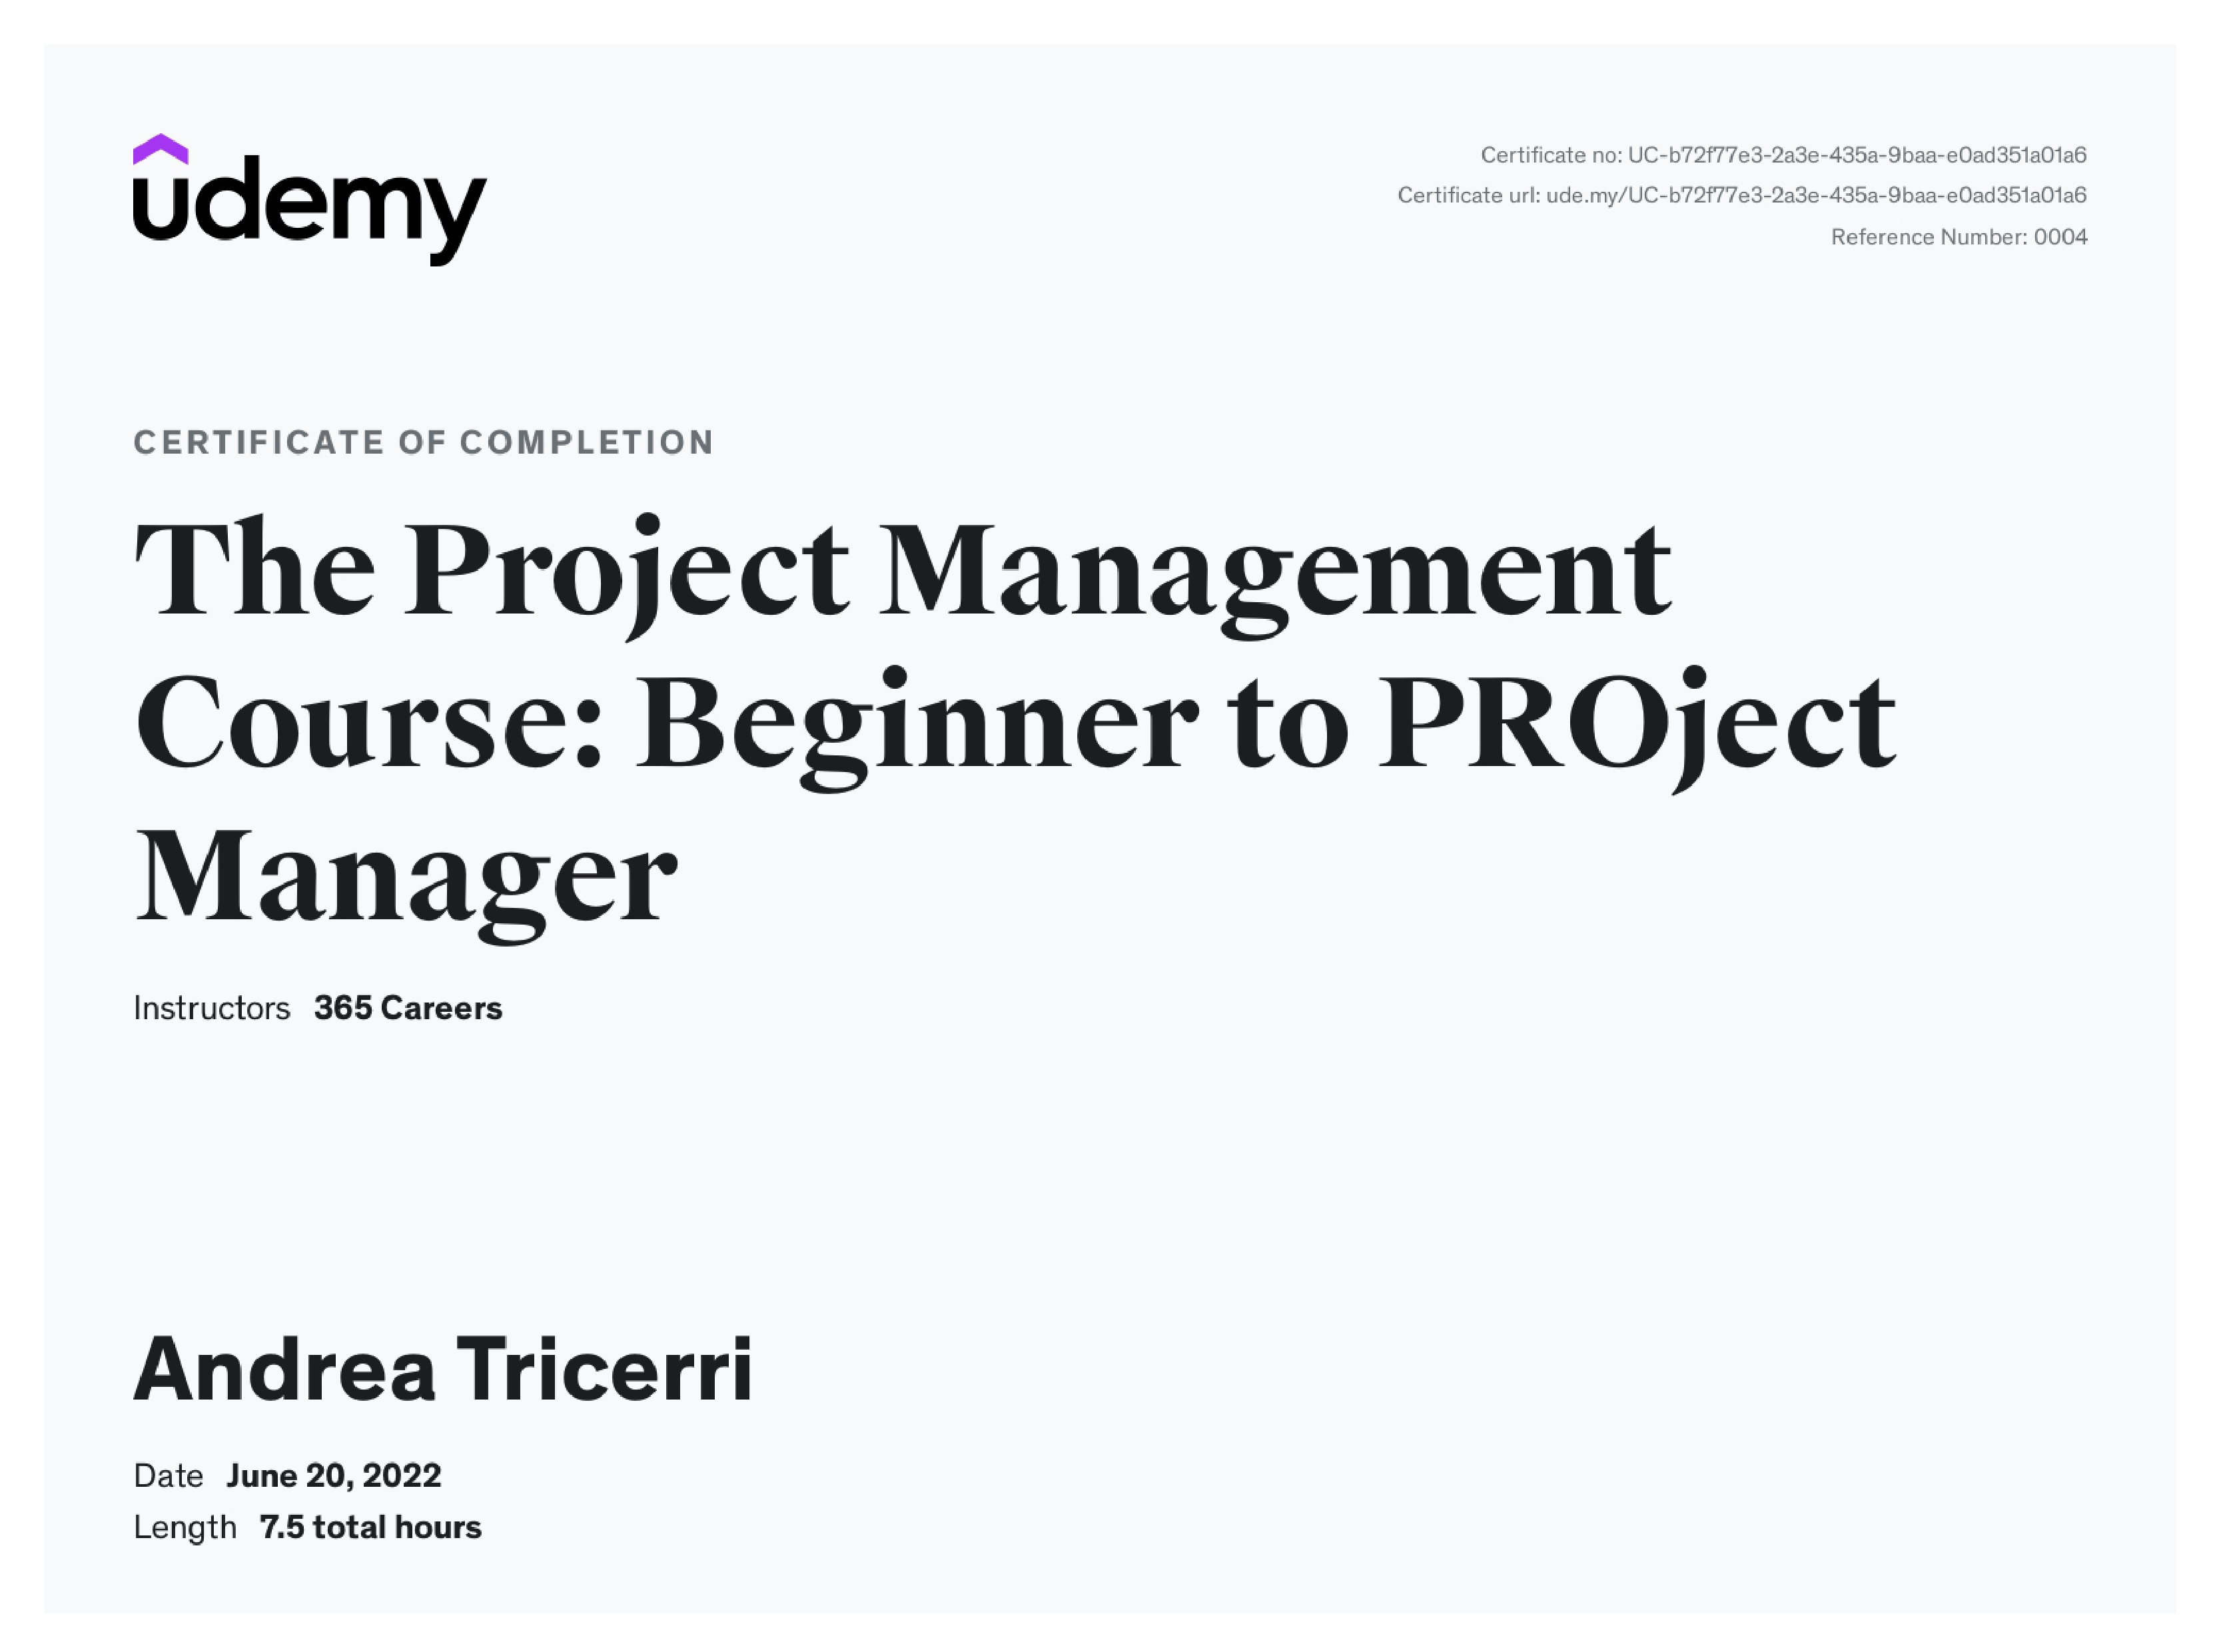 udemy
Certificate no: UC-b72f77e3-2a3e-435a-9baa-e0ad351a01a6
Certificate url: ude.my/UC-b72f77e3-2a3e-435a-9baa-e0ad351a01a6
Reference Number: 0004
CERTIFICATE OF COMPLETION
The Project Management
Course: Beginner to PROject
Manager
Instructors 365 Careers
Andrea Tricerri
Date June 20, 2022
Length 7.5 total hours